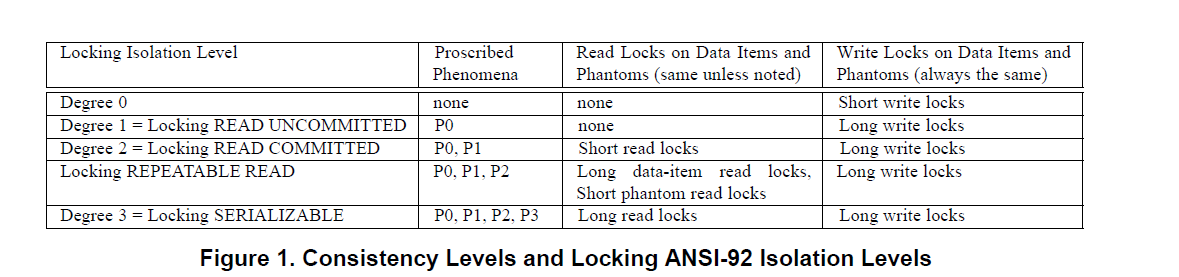 Locking Isolation Level
Proscribed
Phenomena
Read Locks on Data Items and
Phantoms (same unless noted)
Write Locks on Data Items and
Phantoms (always the same)
Degree 0
none
none
Short write locks
Degree 1 = Locking READ UNCOMMITTED
P0
none
Long write locks
Degree 2 = Locking READ COMMITTED
P0, P1
Short read locks
Long write locks
Locking REPEATABLE READ
P0, P1, P2
Long data-item read locks,
Short phantom read locks
Long write locks
Degree 3 = Locking SERIALIZABLE
P0, P1, P2, P3
Long read locks
Long write locks
Figure 1. Consistency Levels and Locking ANSI-92 Isolation Levels